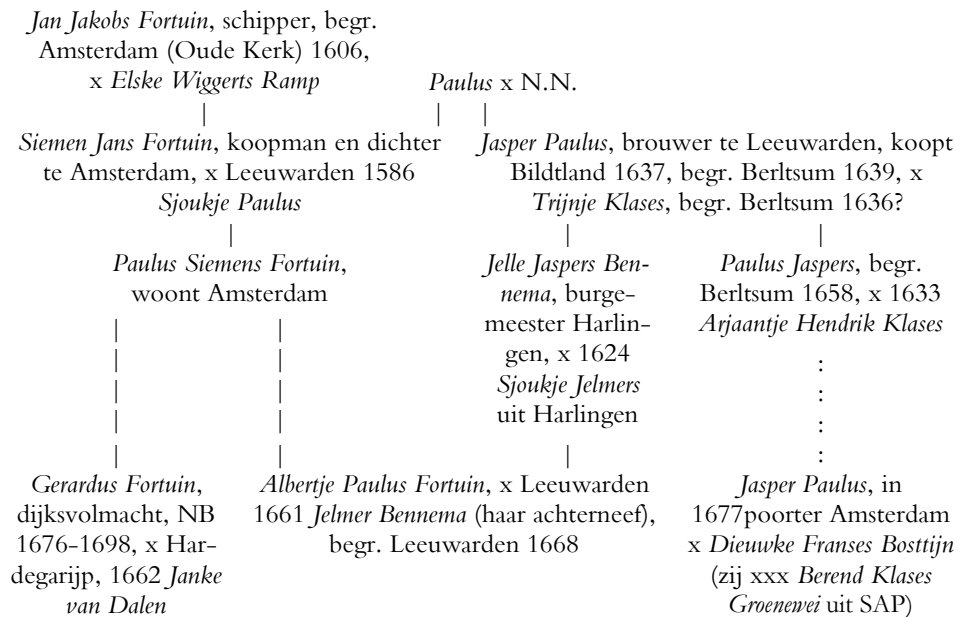 Jan Jakobs Fortuin, schipper, begr.
Amsterdam (Oude Kerk) 1606,
x Elske Wiggerts Ramp
Paulus x N.N.
Siemen Jans Fortuin, koopman en dichter
te Amsterdam, x Leeuwarden 1586
Sjoukje Paulus
Jasper Paulus, brouwer te Leeuwarden, koopt
Bildtland 1637, begr. Berltsum 1639, x
Trijnje Klases, begr. Berltsum 1636?
Paulus Siemens Fortuin,
woont Amsterdam
Jelle Jaspers Ben-
nema, burge-
meester Harlin-
gen, x 1624
Sjoukje Jelmers
uit Harlingen
Paulus Jaspers, begr.
Berltsum 1658, x 1633
Arjaantje Hendrik Klases
Gerardus Fortuin,
dijksvolmacht, NB
1676-1698, x Har-
degarijp, 1662 Janke
van Dalen
Albertje Paulus Fortuin, x Leeuwarden
1661 Jelmer Bennema (haar achterneef),
begr. Leeuwarden 1668
Jasper Paulus, in
1677poorter Amsterdam
x Dieuwke Franses Bosttijn
(zij xxx Berend Klases
Groenewei uit SAP)